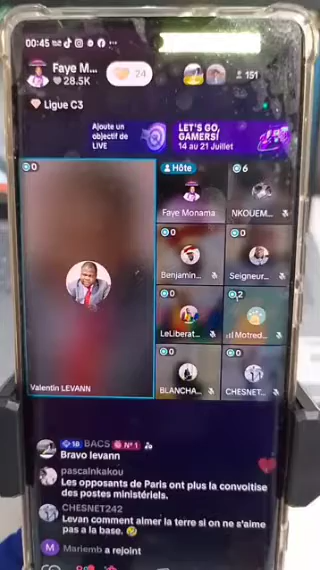 00:45
Faye M...
28.5K
24
151
Ligue C3
Ajoute un
objectif de
LIVE
LET'S GO,
GAMERS!
14 au 21 Juillet
0
Hôte
6
Faye Monama
NKOUEM...
0
0
Benjamin...
Seigneur...
0
2
LeLiberat...
Motred...
0
0
BLANCHA...
CHESNET...
Valentin LEVANN
18 BACS N°1
Bravo levann
pascalnkakou
Les opposants de Paris ont plus la convoitise
des postes ministériels.
CHESNET242
Levan comment aimer la terre si on ne s'aime
pas a la base. 🤣
M Mariemb a rejoint